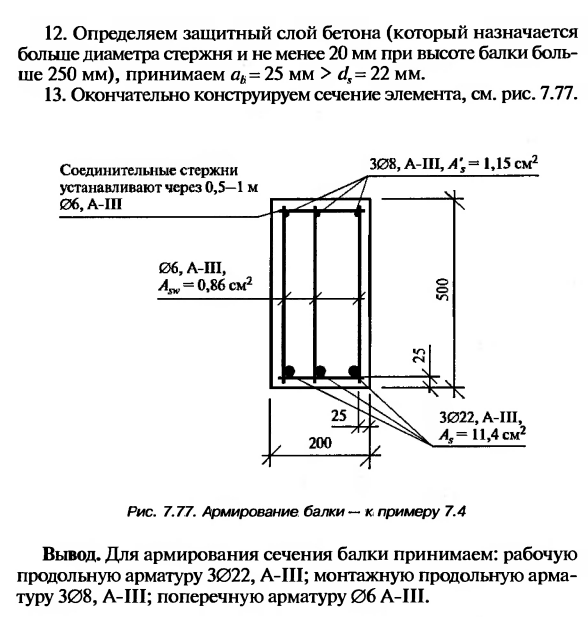 12. Определяем защитный слой бетона (который назначается
больше диаметра стержня и не менее 20 мм при высоте балки боль-
ше 250 мм), принимаем a_b = 25 мм > d_s = 22 мм.
13. Окончательно конструируем сечение элемента, см. рис. 7.77.
Соединительные стержни
устанавливают через 0,5—1 м
Ø6, А-III
3Ø8, А-III, A'_s = 1,15 см²
Ø6, А-III,
A_sw = 0,86 см²
500
25
25
200
3Ø22, А-III,
A_s = 11,4 см²
Рис. 7.77. Армирование балки — к примеру 7.4
Вывод. Для армирования сечения балки принимаем: рабочую
продольную арматуру 3Ø22, А-III; монтажную продольную арма-
туру 3Ø8, А-III; поперечную арматуру Ø6 А-III.